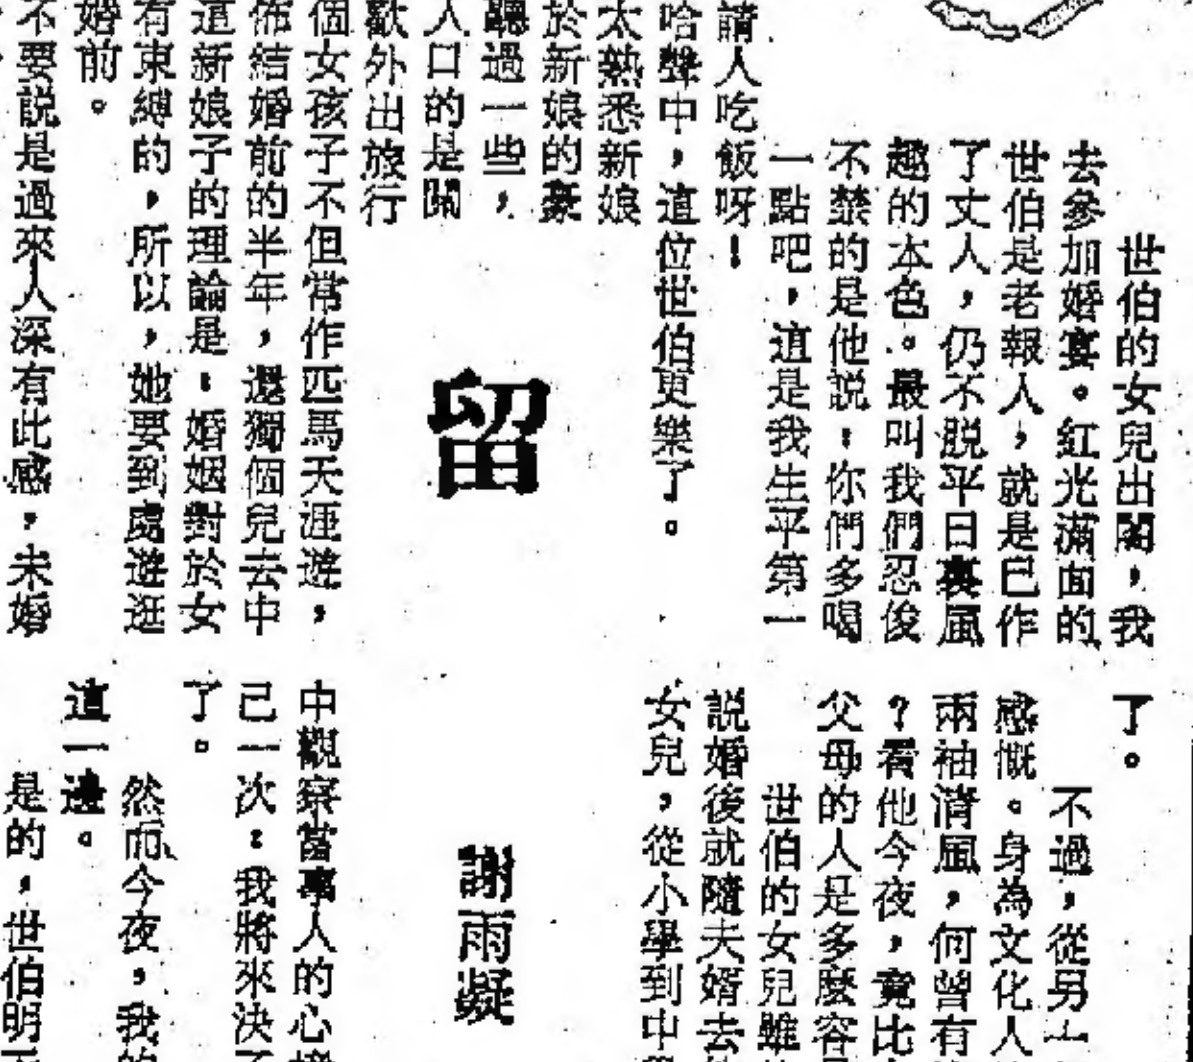 世伯的女兒出閣，我
去參加婚宴。紅光滿面的
世伯是老報人，就是已作
了丈人，仍不脱平日真風
趣的本色。最叫我們忍俊
不禁的是他説：你們多喝
一點吧，這是我生平第一
請人吃飯呀！
哈聲中，這位世伯更樂了。
太熟悉新娘
於新娘的豪
聽過一些，
人口的是關
歡外出旅行
個女孩子不但常作匹馬天涯遊，
佈結婚前的半年，還獨個兒去中
這新娘子的理論是：婚姻對於女
有束縛的，所以，她要到處遊逛
婚前。
不要説是過來人深有此感，未婚
留
謝雨凝
了。
不過，從另一
感慨。身為文化人
兩袖清風，何曾有
？看他今夜，竟比
父母的人是多麼容
世伯的女兒雖
説婚後就隨夫婿去
女兒，從小學到中
中觀察當事人的心
己一次：我將來決不
了。
然而今夜，我的
這一邊。
是的，世伯明天